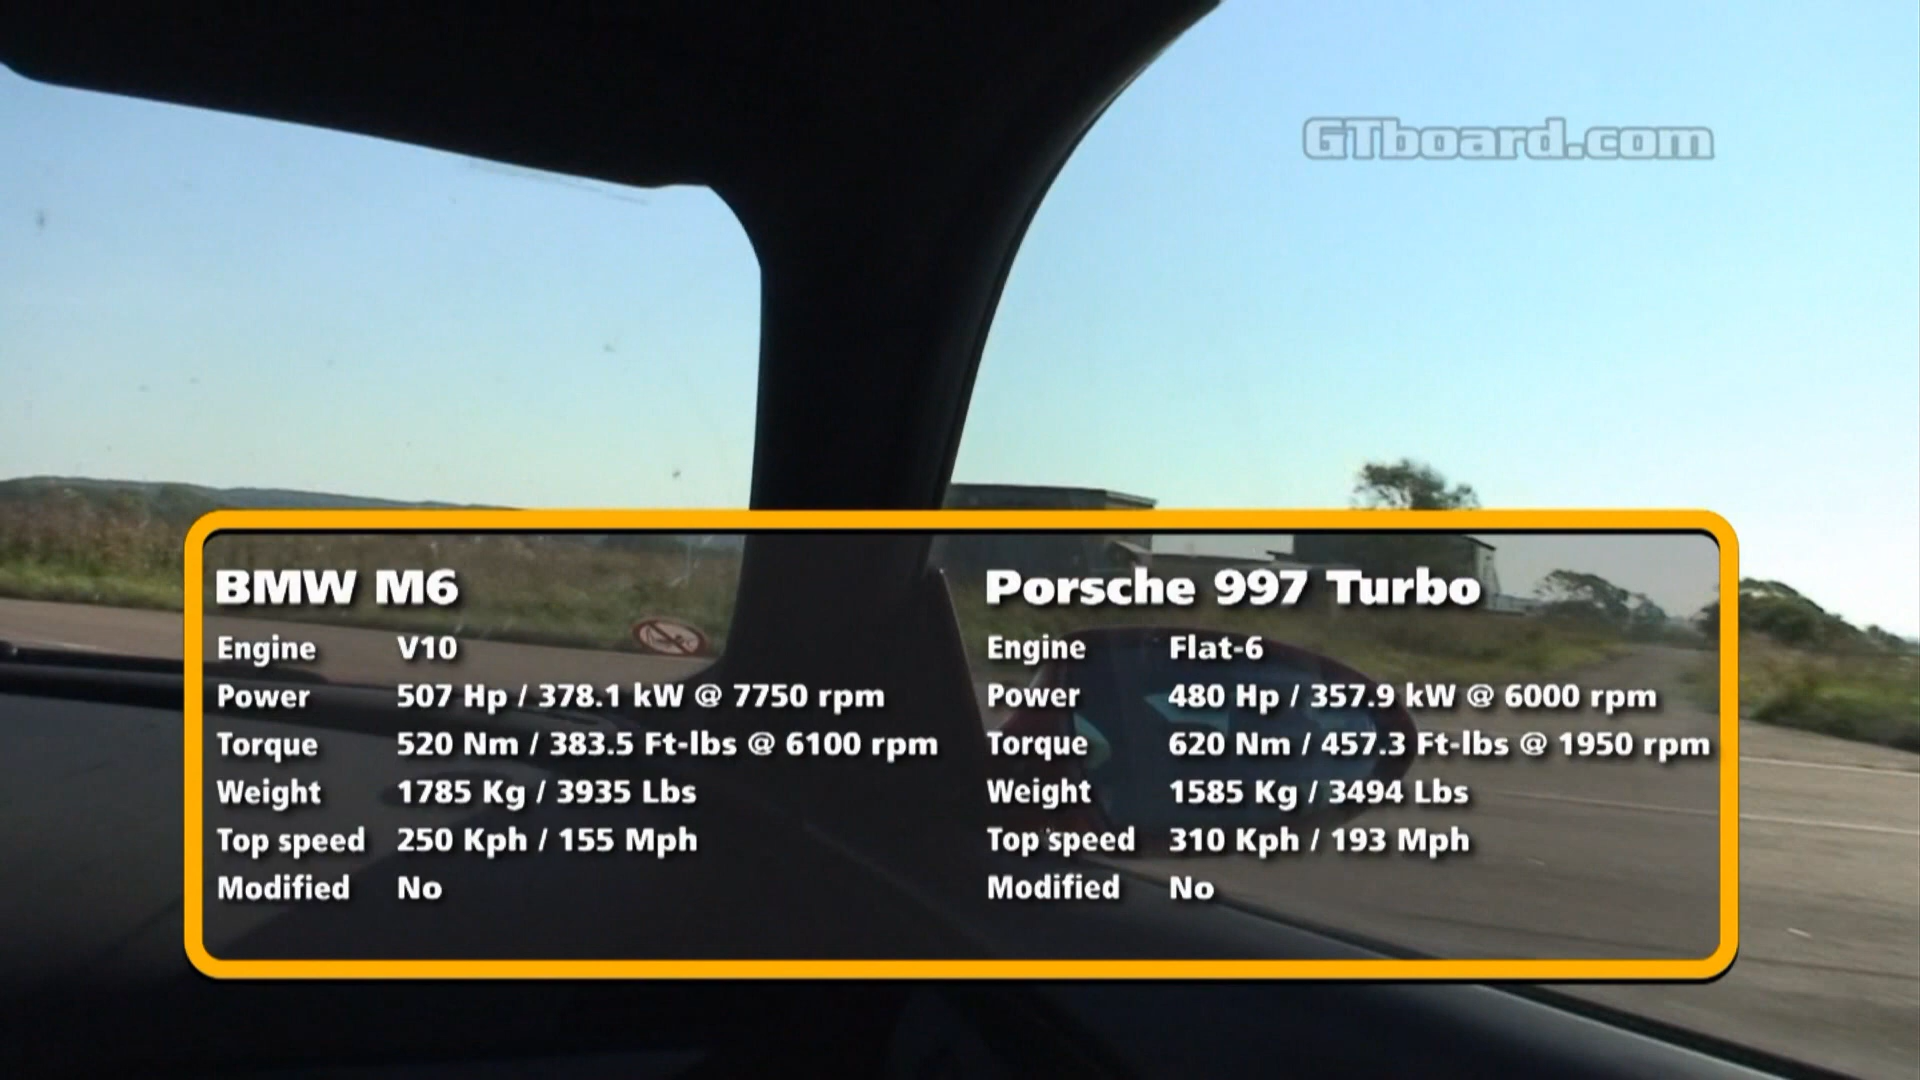 GTboard.com
BMW M6
Engine V10
Power 507 Hp / 378.1 kW @ 7750 rpm
Torque 520 Nm / 383.5 Ft-lbs @ 6100 rpm
Weight 1785 Kg / 3935 Lbs
Top speed 250 Kph / 155 Mph
Modified No
Porsche 997 Turbo
Engine Flat-6
Power 480 Hp / 357.9 kW @ 6000 rpm
Torque 620 Nm / 457.3 Ft-lbs @ 1950 rpm
Weight 1585 Kg / 3494 Lbs
Top speed 310 Kph / 193 Mph
Modified No